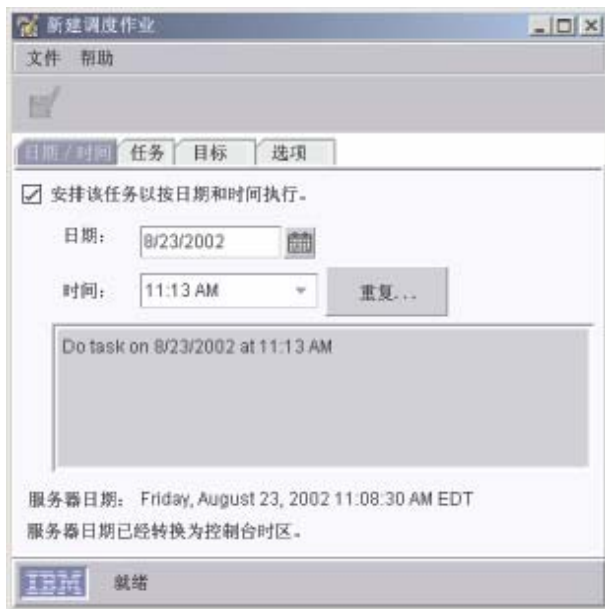 新建调度作业
文件 帮助
日期/时间 任务 目标 选项
安排该任务以按日期和时间执行。
日期： 8/23/2002
时间： 11:13 AM 重复...
Do task on 8/23/2002 at 11:13 AM
服务器日期： Friday, August 23, 2002 11:08:30 AM EDT
服务器日期已经转换为控制台时区。
IBM 就绪